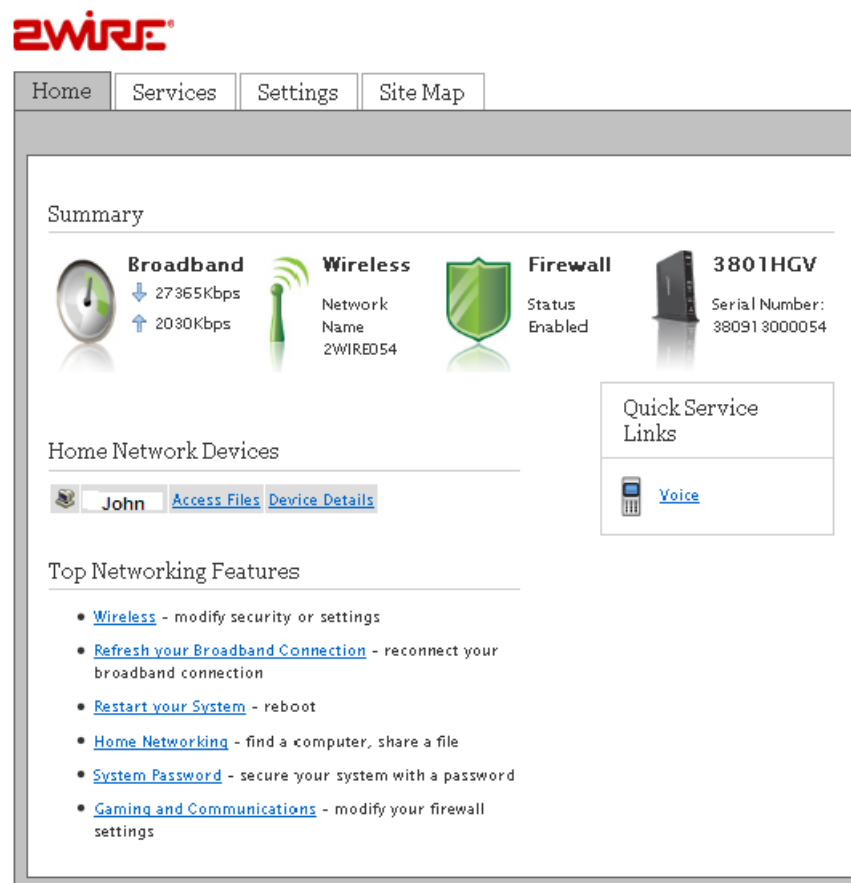 2WIRE®
Home Services Settings Site Map
Summary
Broadband
27365Kbps
2030Kbps
Wireless
Network
Name
2WIRE054
Firewall
Status
Enabled
3801HGV
Serial Number:
380913000054
Quick Service
Links
Voice
Home Network Devices
John Access Files Device Details
Top Networking Features
• Wireless - modify security or settings
• Refresh your Broadband Connection - reconnect your
broadband connection
• Restart your System - reboot
• Home Networking - find a computer, share a file
• System Password - secure your system with a password
• Gaming and Communications - modify your firewall
settings